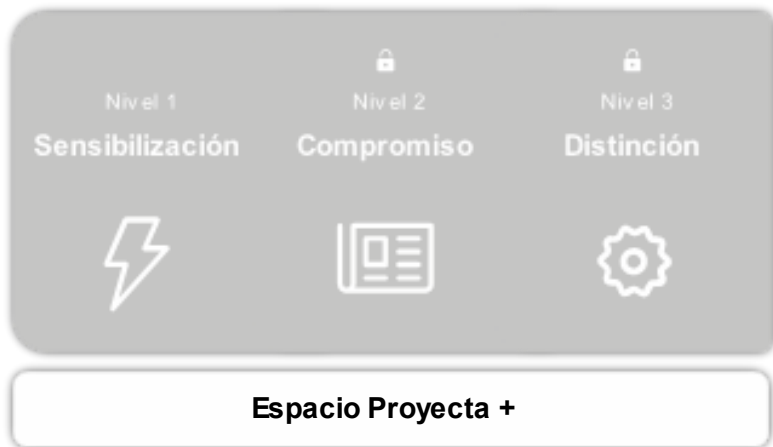 Nivel 1
Sensibilización
Nivel 2
Compromiso
Nivel 3
Distinción
Espacio Proyecta +